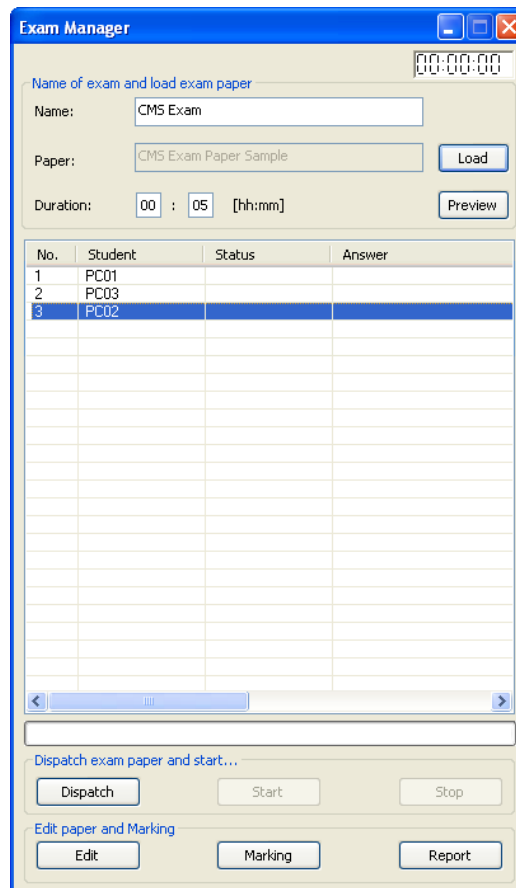 Exam Manager
00:00:00
Name of exam and load exam paper
Name: CMS Exam
Paper: CMS Exam Paper Sample Load
Duration: 00 : 05 [hh:mm] Preview
No. Student Status Answer
1 PC01
2 PC03
3 PC02
Dispatch exam paper and start...
Dispatch Start Stop
Edit paper and Marking
Edit Marking Report